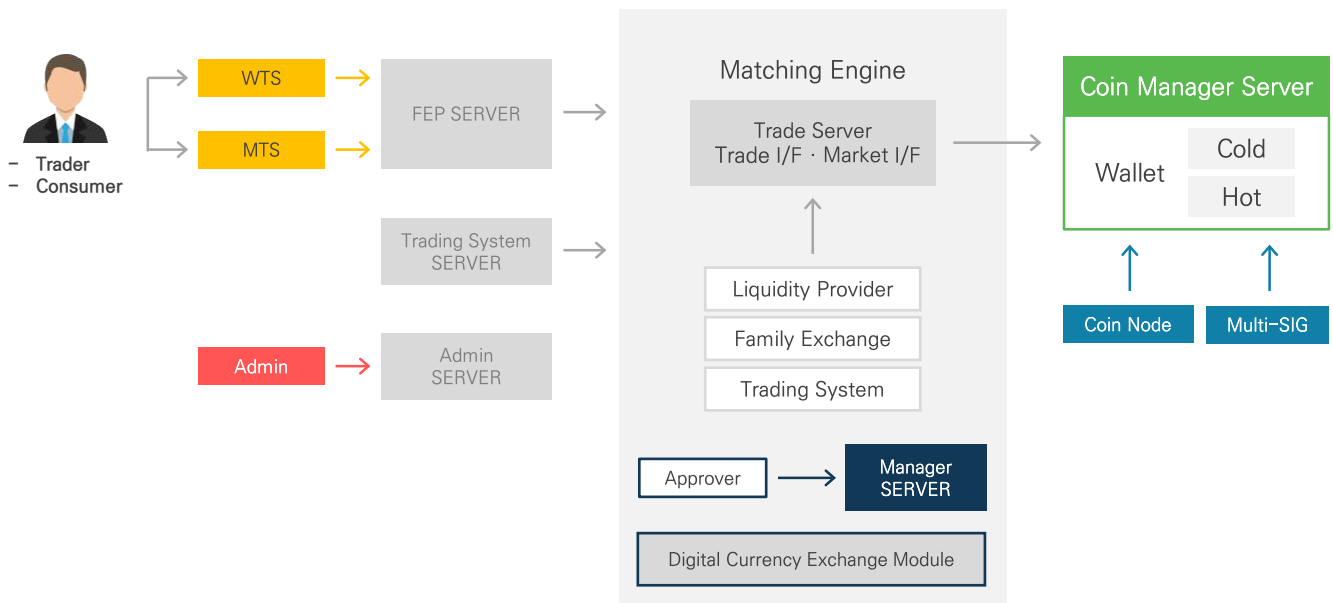 - Trader
- Consumer
WTS
MTS
FEP SERVER
Trading System
SERVER
Admin
Admin
SERVER
Matching Engine
Trade Server
Trade I/F · Market I/F
Liquidity Provider
Family Exchange
Trading System
Approver
Manager
SERVER
Digital Currency Exchange Module
Coin Manager Server
Wallet
Cold
Hot
Coin Node
Multi-SIG